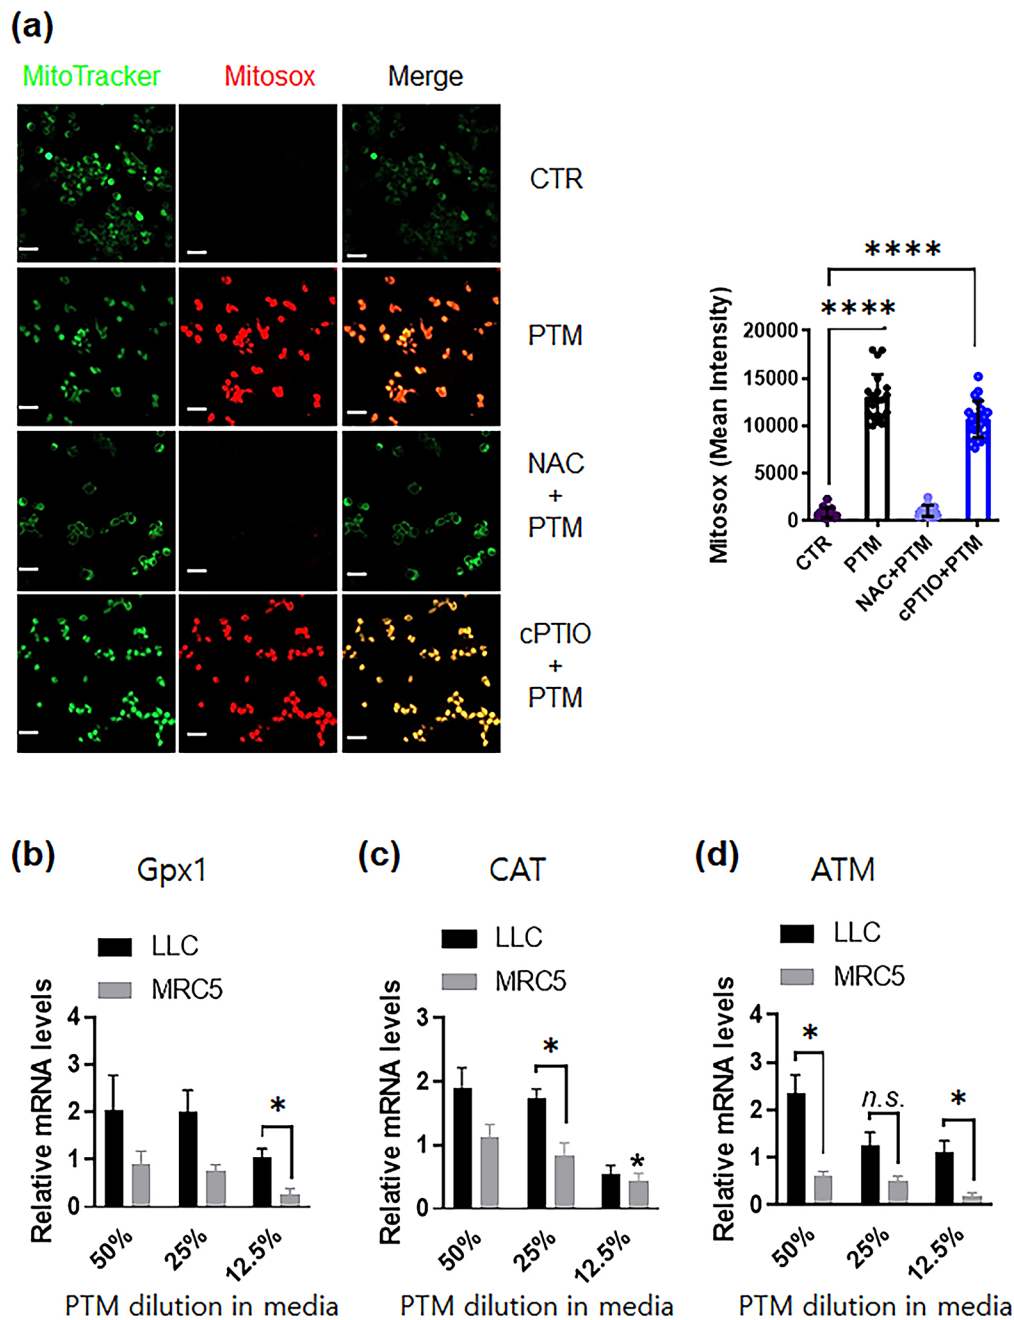 (a)
MitoTracker Mitosox Merge
CTR
PTM
NAC
+
PTM
cPTIO
+
PTM
****
****
Mitosox (Mean Intensity)
20000
15000
10000
5000
0
CTR PTM NAC+PTM cPTIO+PTM
(b) Gpx1
LLC
MRC5
Relative mRNA levels
4
3
2
1
0
*
50% 25% 12.5%
PTM dilution in media
(c) CAT
LLC
MRC5
Relative mRNA levels
3
2
1
0
*
*
50% 25% 12.5%
PTM dilution in media
(d) ATM
LLC
MRC5
Relative mRNA levels
4
3
2
1
0
*
n.s.
*
50% 25% 12.5%
PTM dilution in media